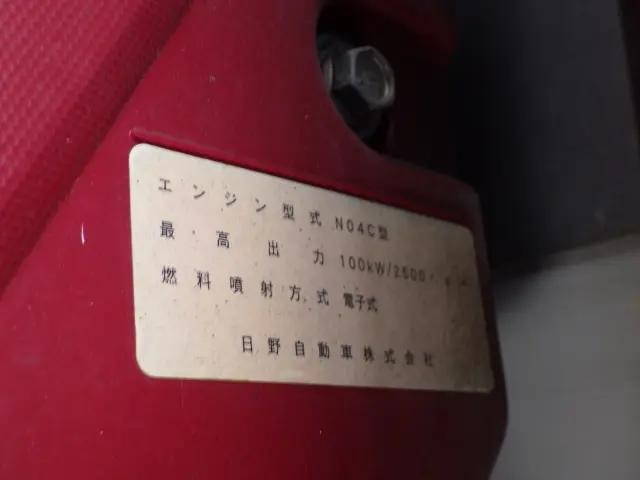 エンジン型式 N04C型
最高出力 100kW/2500
燃料噴射方式 電子式
日野自動車株式会社